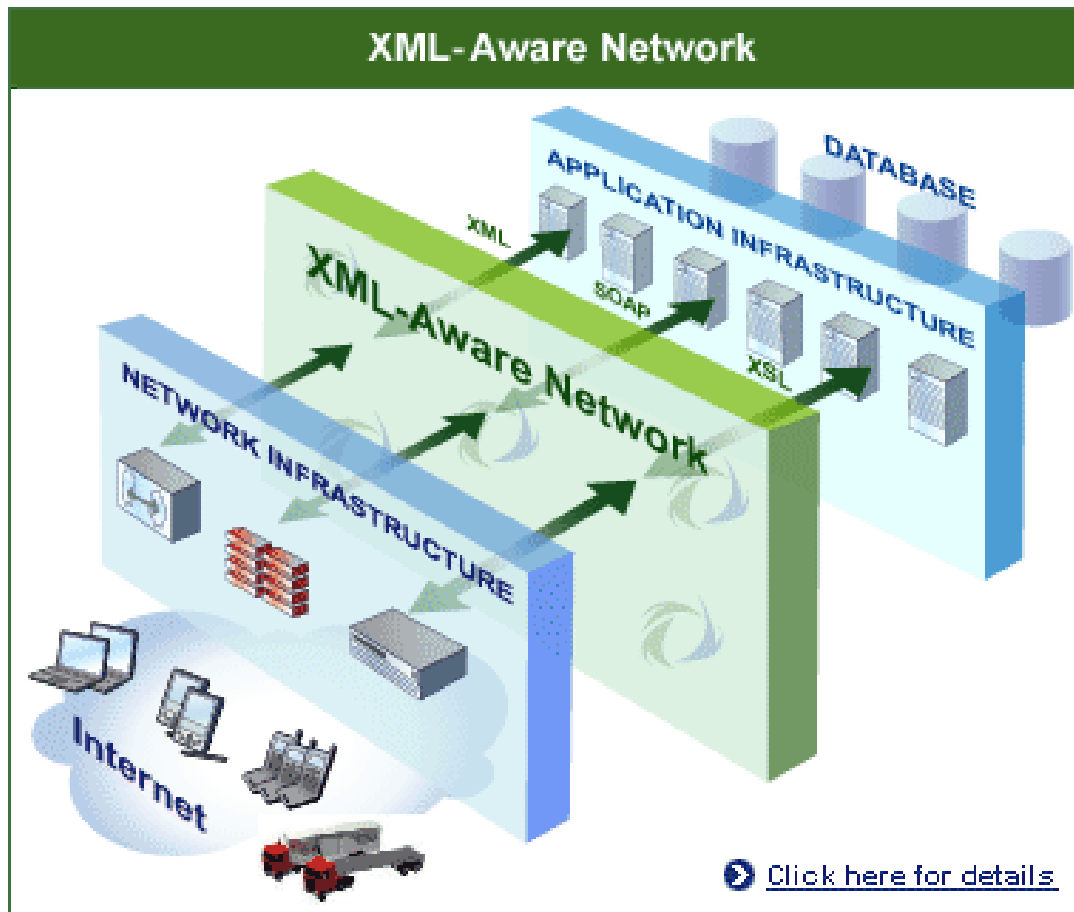 XML-Aware Network
DATABASE
APPLICATION INFRASTRUCTURE
XML
SOAP
XSL
XML-Aware Network
NETWORK INFRASTRUCTURE
Internet
Click here for details